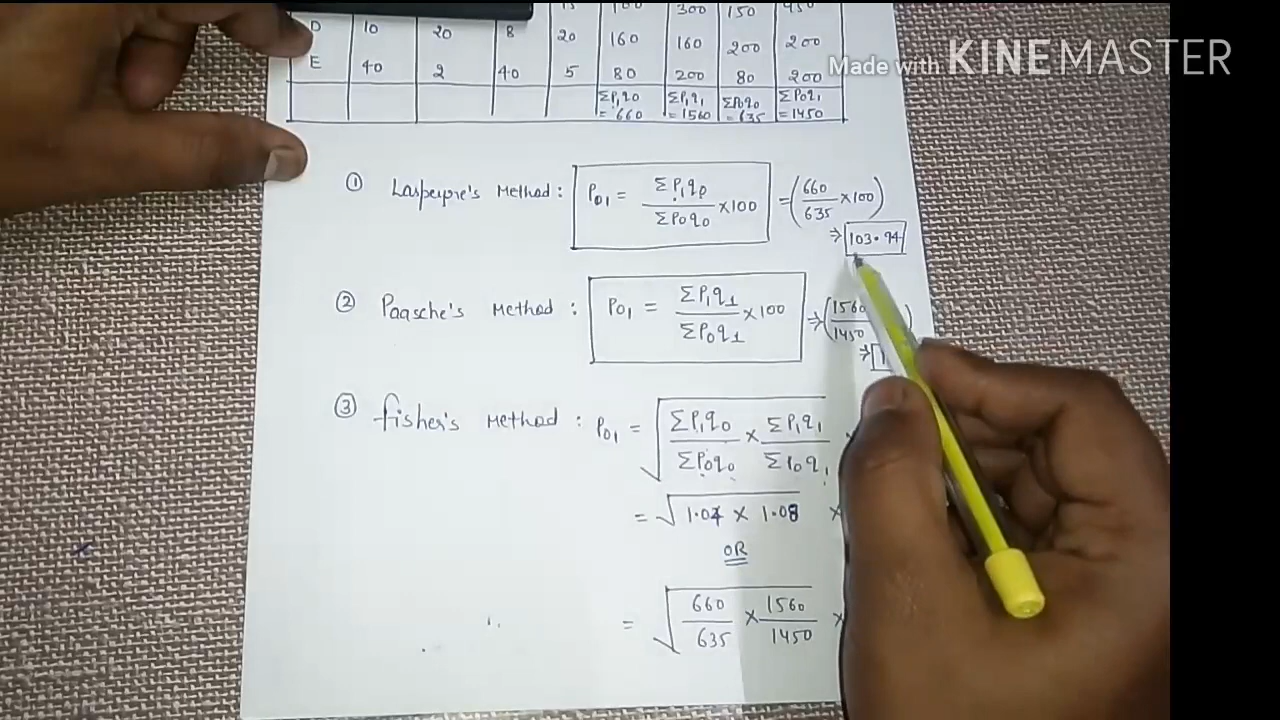 300 150
D 10 20 8 20 160 160 200 200
Made with KINEMASTER
E 40 2 40 5 80 200 80 200
ΣP₁q₀ = 660 ΣP₁q₁ = 1560 ΣP₀q₀ = 635 ΣP₀q₁ = 1450
① Laspeyre's Method : P₀₁ = ΣP₁q₀ / ΣP₀q₀ × 100 = (660 / 635 × 100)
⇒ 103.94
② Paasche's Method : P₀₁ = ΣP₁q₁ / ΣP₀q₁ × 100 ⇒ (1560 / 1450 )
⇒
③ Fisher's Method : P₀₁ = √ ΣP₁q₀ / ΣP₀q₀ × ΣP₁q₁ / ΣP₀q₁ ×
= √ 1.04 × 1.08 ×
OR
= √ 660 / 635 × 1560 / 1450 ×